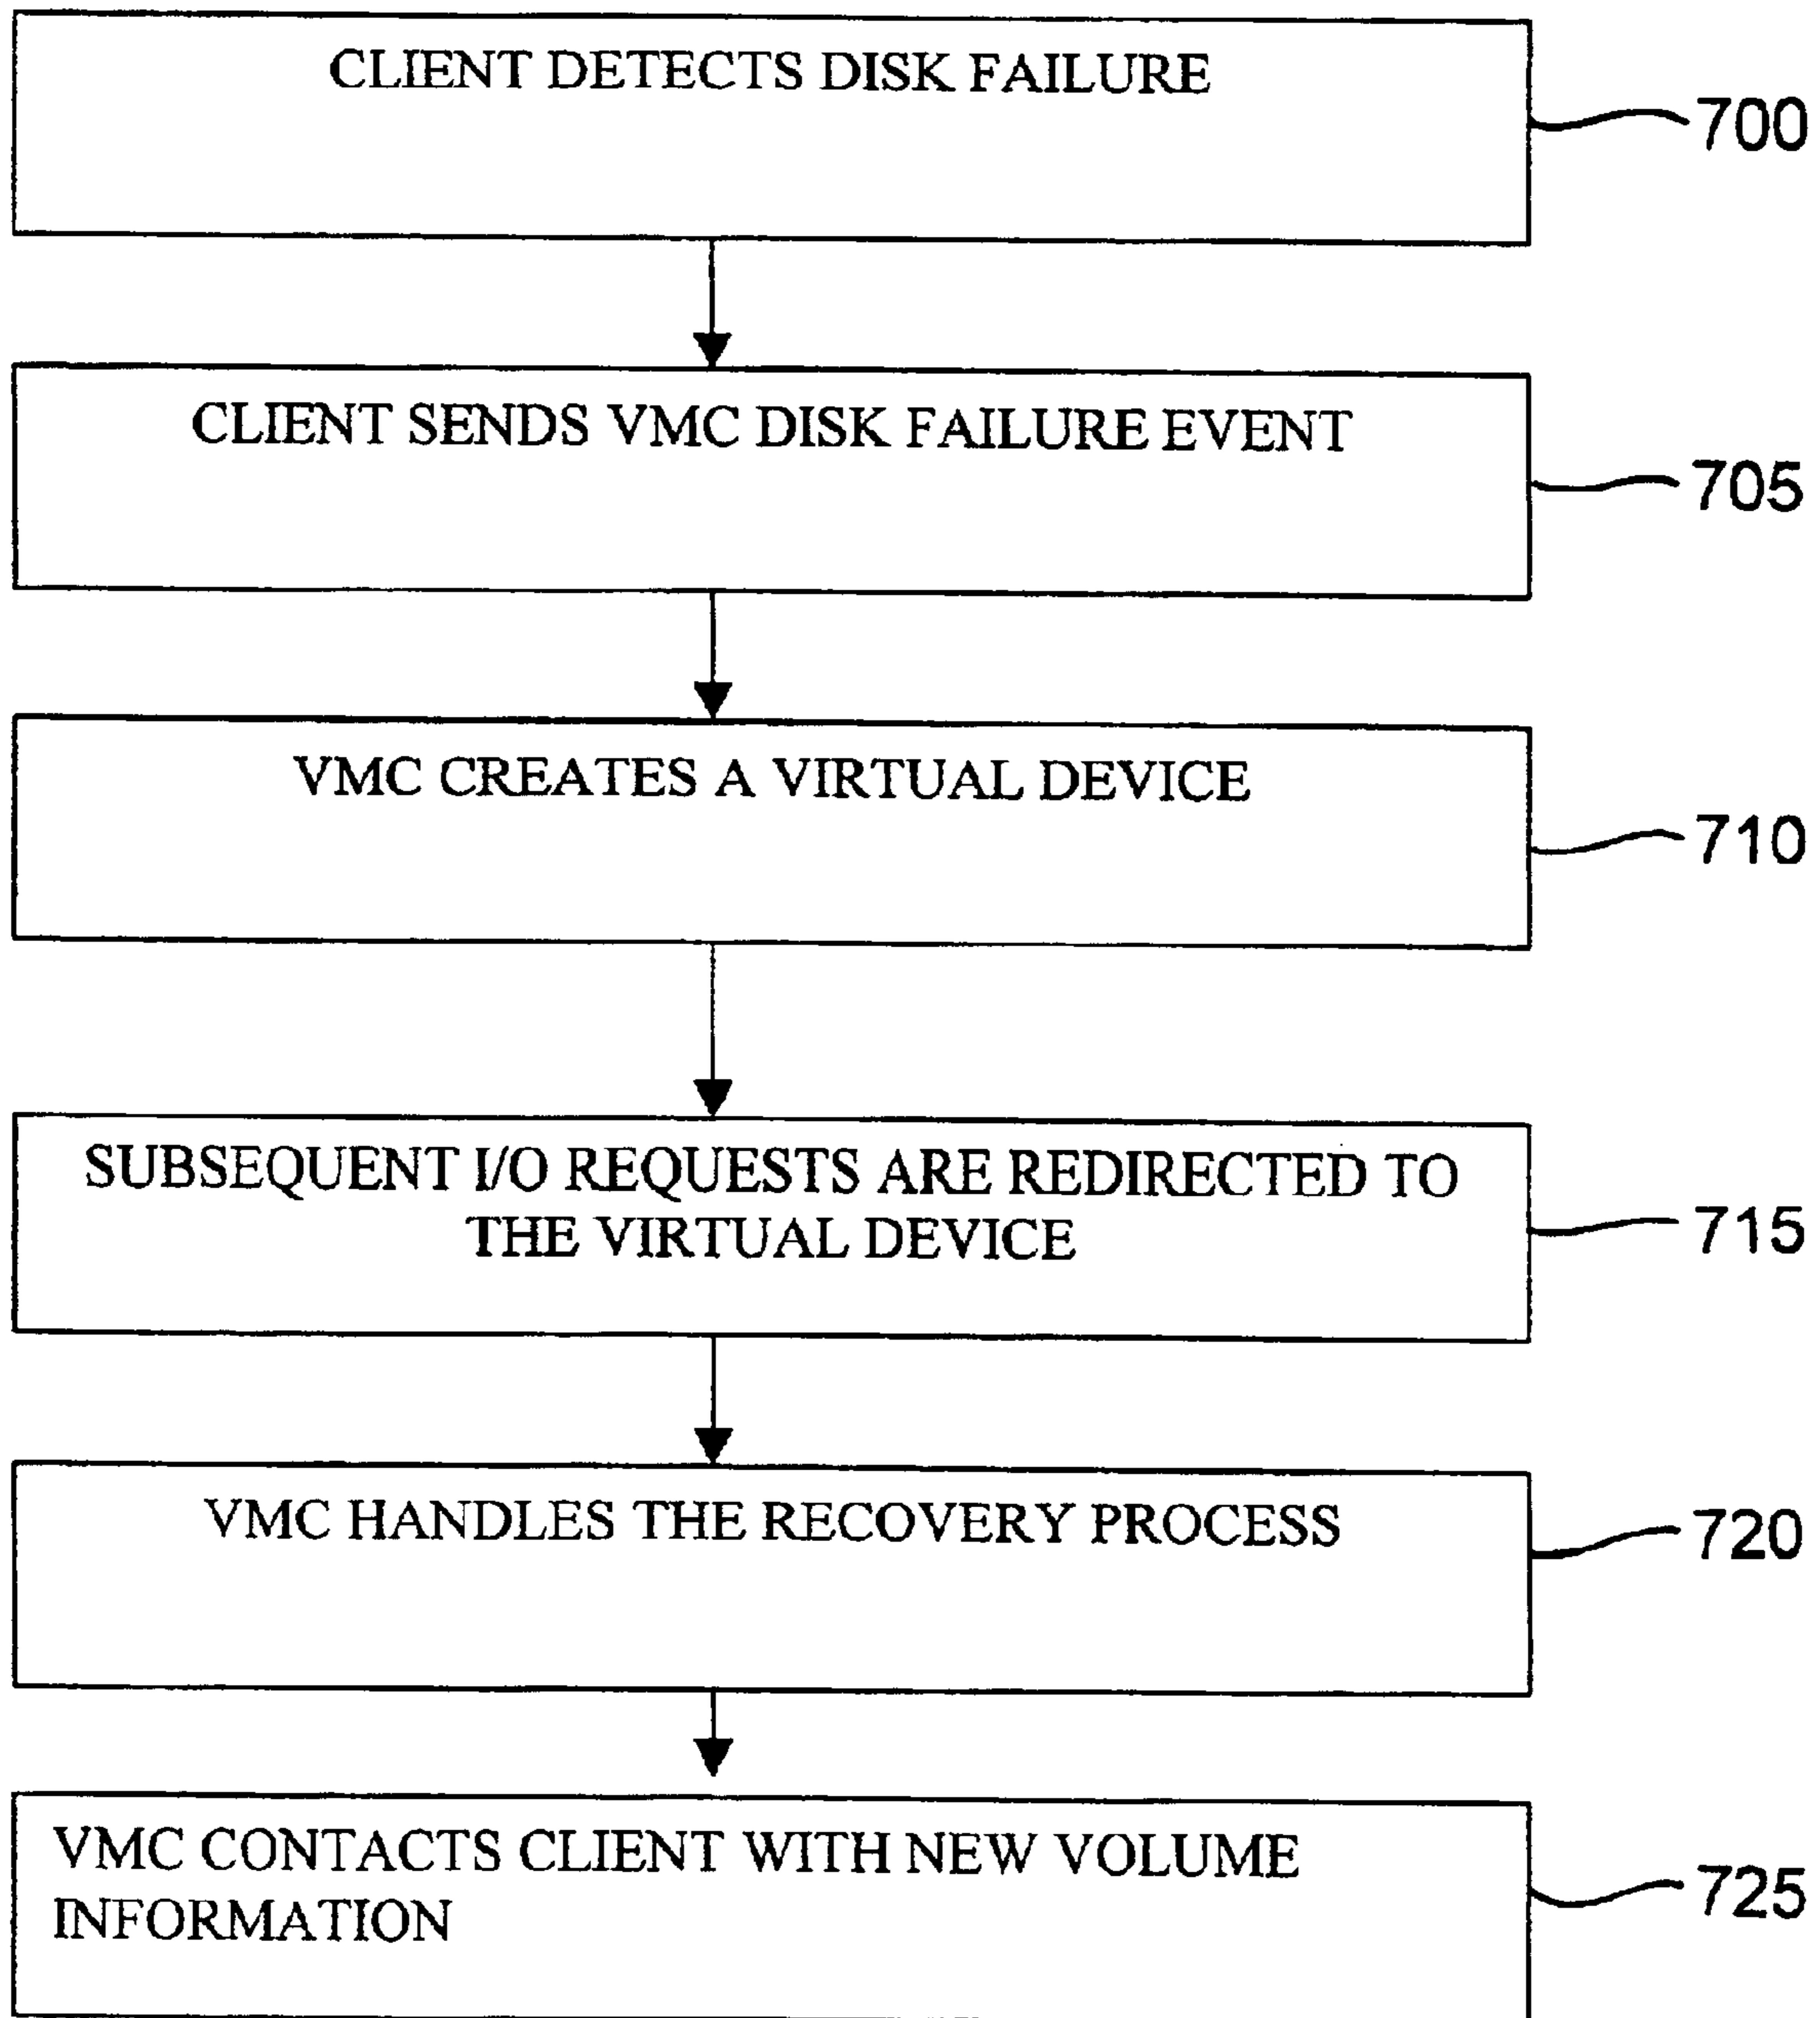 CLIENT DETECTS DISK FAILURE
700
CLIENT SENDS VMC DISK FAILURE EVENT
705
VMC CREATES A VIRTUAL DEVICE
710
SUBSEQUENT I/O REQUESTS ARE REDIRECTED TO
THE VIRTUAL DEVICE
715
VMC HANDLES THE RECOVERY PROCESS
720
VMC CONTACTS CLIENT WITH NEW VOLUME
INFORMATION
725